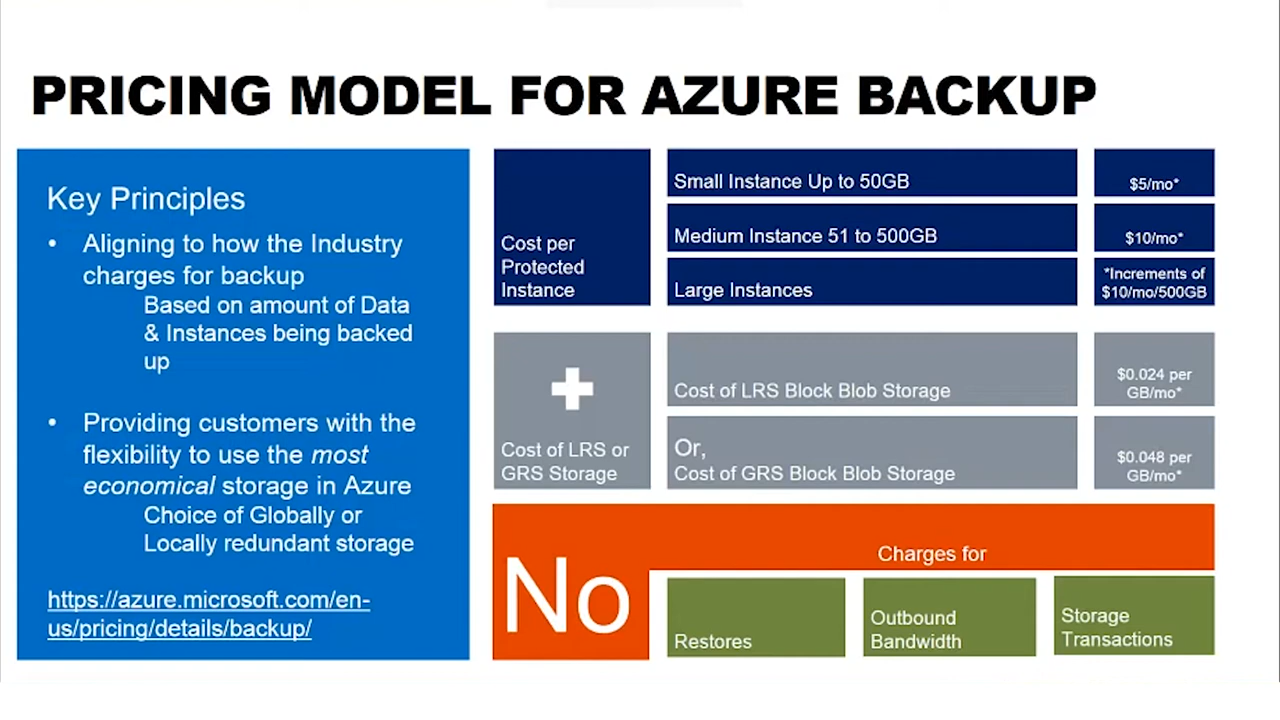 PRICING MODEL FOR AZURE BACKUP
Key Principles
• Aligning to how the Industry
charges for backup
Based on amount of Data
& Instances being backed
up
• Providing customers with the
flexibility to use the most
economical storage in Azure
Choice of Globally or
Locally redundant storage
https://azure.microsoft.com/en-
us/pricing/details/backup/
Cost per
Protected
Instance
Small Instance Up to 50GB
$5/mo*
Medium Instance 51 to 500GB
$10/mo*
Large Instances
*Increments of
$10/mo/500GB
Cost of LRS or
GRS Storage
Cost of LRS Block Blob Storage
$0.024 per
GB/mo*
Or,
Cost of GRS Block Blob Storage
$0.048 per
GB/mo*
No
Charges for
Restores
Outbound
Bandwidth
Storage
Transactions